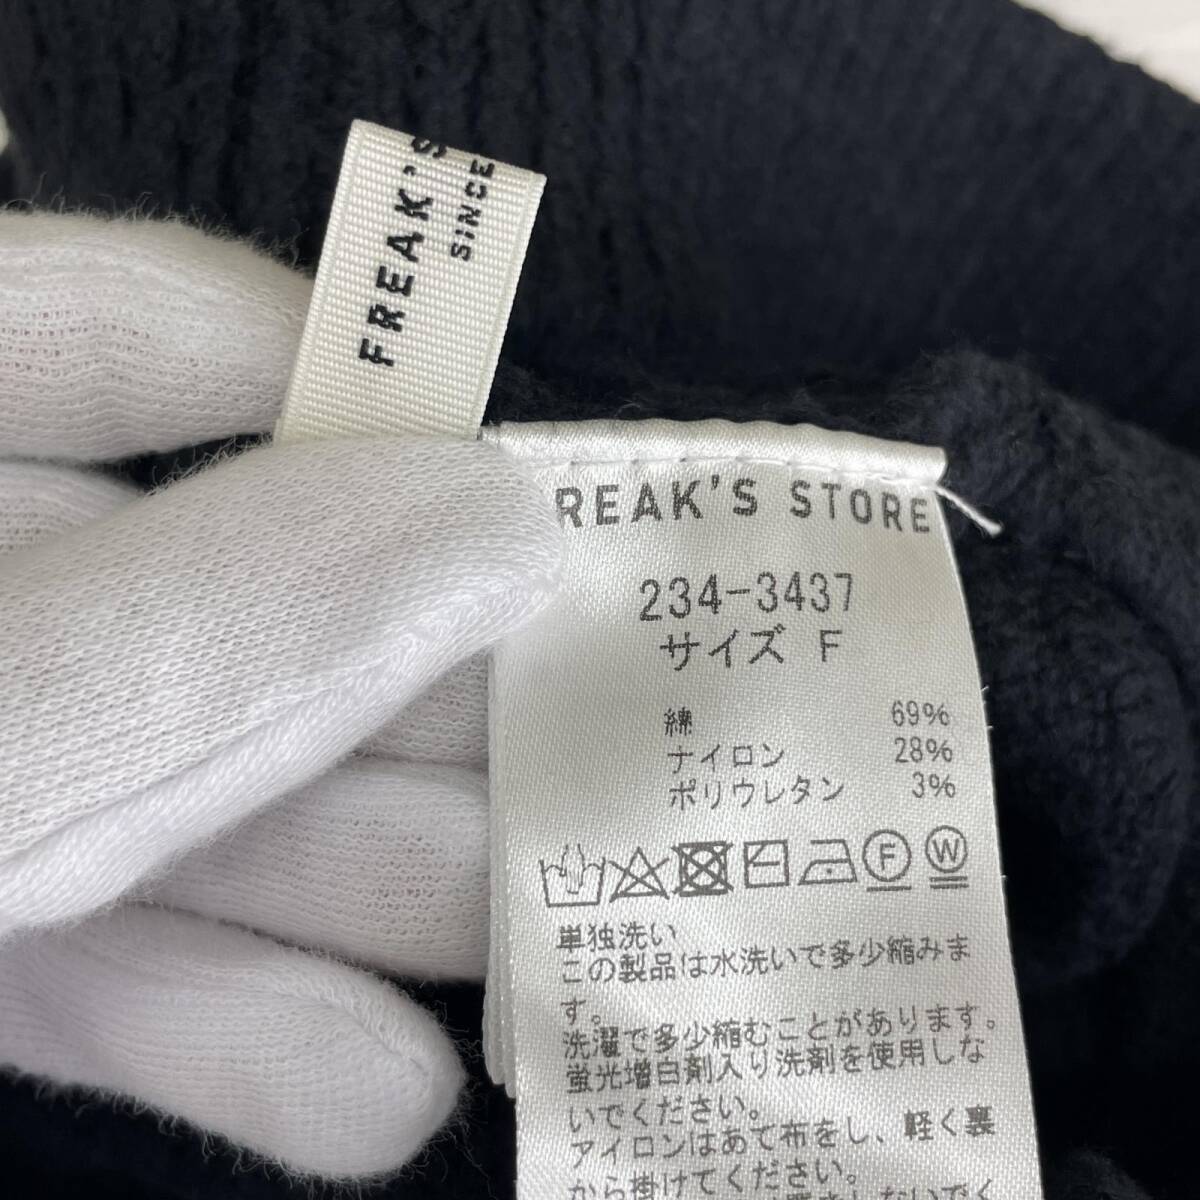 FREAK'S
SINCE
REAK'S STORE
234-3437
サイズ F
綿 69%
ナイロン 28%
ポリウレタン 3%
F W
単独洗い
この製品は水洗いで多少縮みま
す。
洗濯で多少縮むことがあります。
蛍光増白剤入り洗剤を使用しな
いでください。
アイロンはあて布をし、軽く裏
から掛けてください。